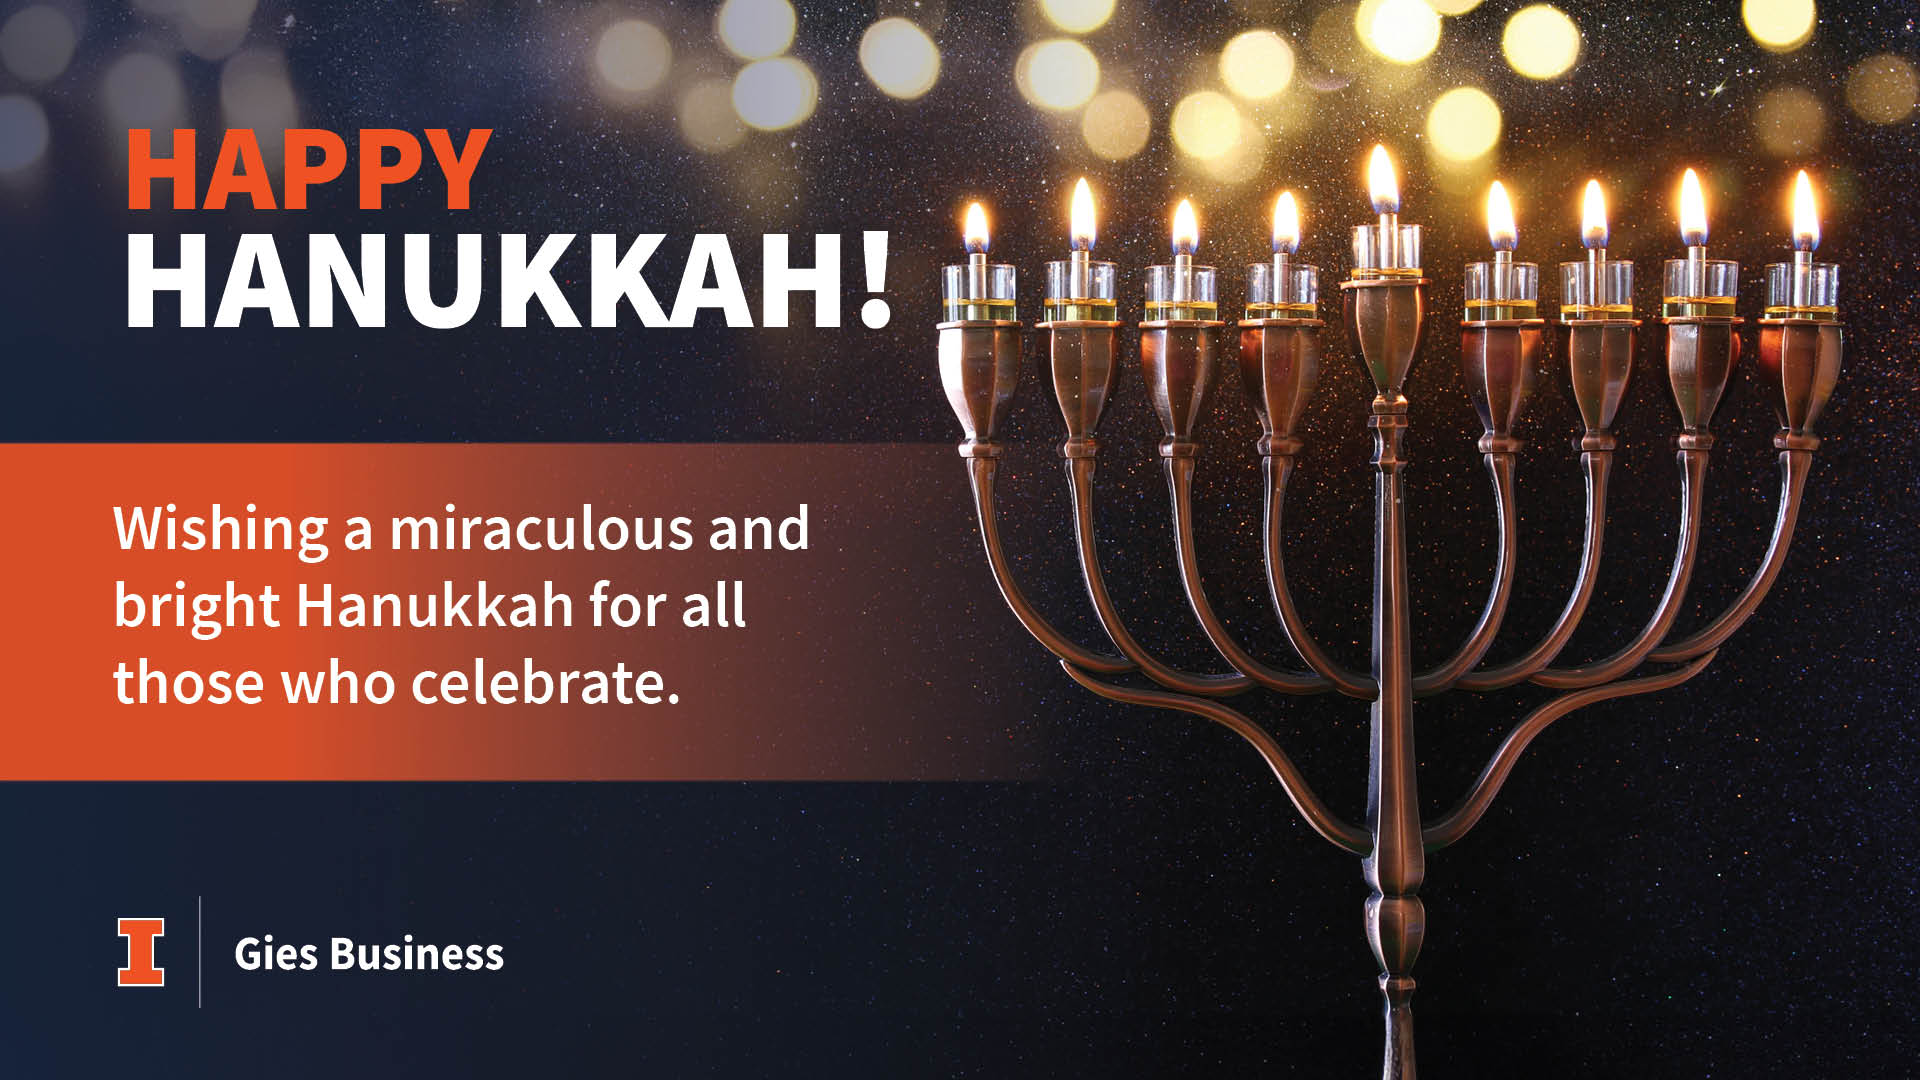 HAPPY
HANUKKAH!
Wishing a miraculous and
bright Hanukkah for all
those who celebrate.
I
Gies Business